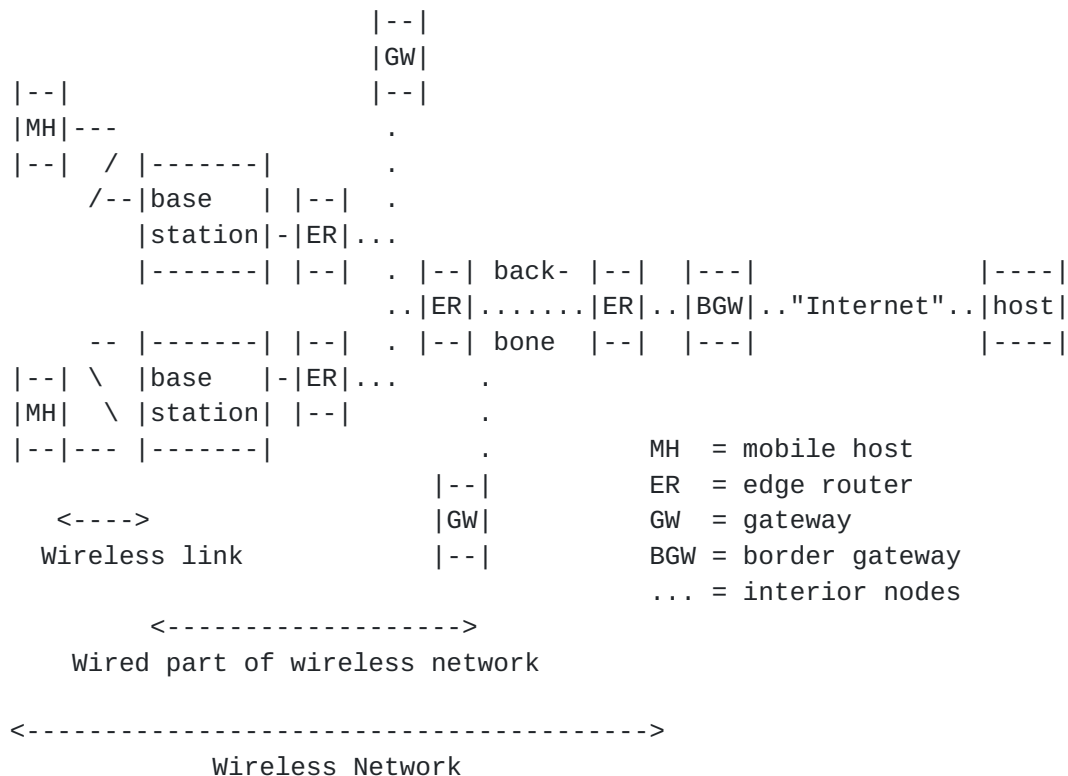 |--|
                       |GW|
|--|                   |--|
|MH|---                 .
|--|  / |-------|       .
     /--|base   | |--|  .
        |station|-|ER|...
        |-------| |--|  . |--| back- |--|  |---|              |----|
                        ..|ER|.......|ER|..|BGW|.."Internet"..|host|
     -- |-------| |--|  . |--| bone  |--|  |---|              |----|
|--| \  |base   |-|ER|...     .
|MH|  \ |station| |--|        .
|--|--- |-------|             .          MH  = mobile host
                           |--|          ER  = edge router
   <---->                  |GW|          GW  = gateway
  Wireless link            |--|          BGW = border gateway
                                         ... = interior nodes
         <------------------->
    Wired part of wireless network

<---------------------------------------->
             Wireless Network